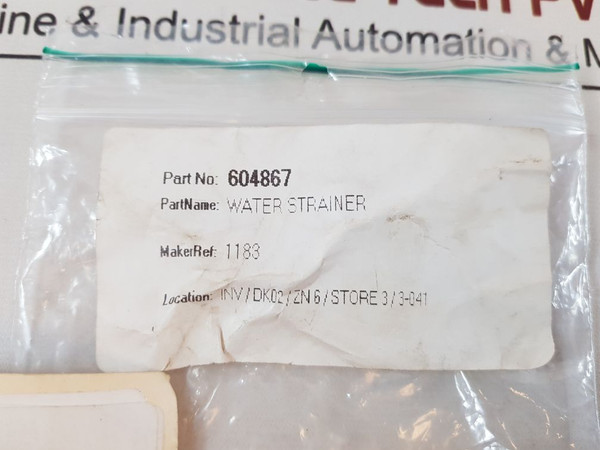 ine & Industrial Automation & M
Part No: 604867
PartName: WATER STRAINER
MakerRef: 1183
Location: INV/DK02/ZN 6/STORE 3/3-041